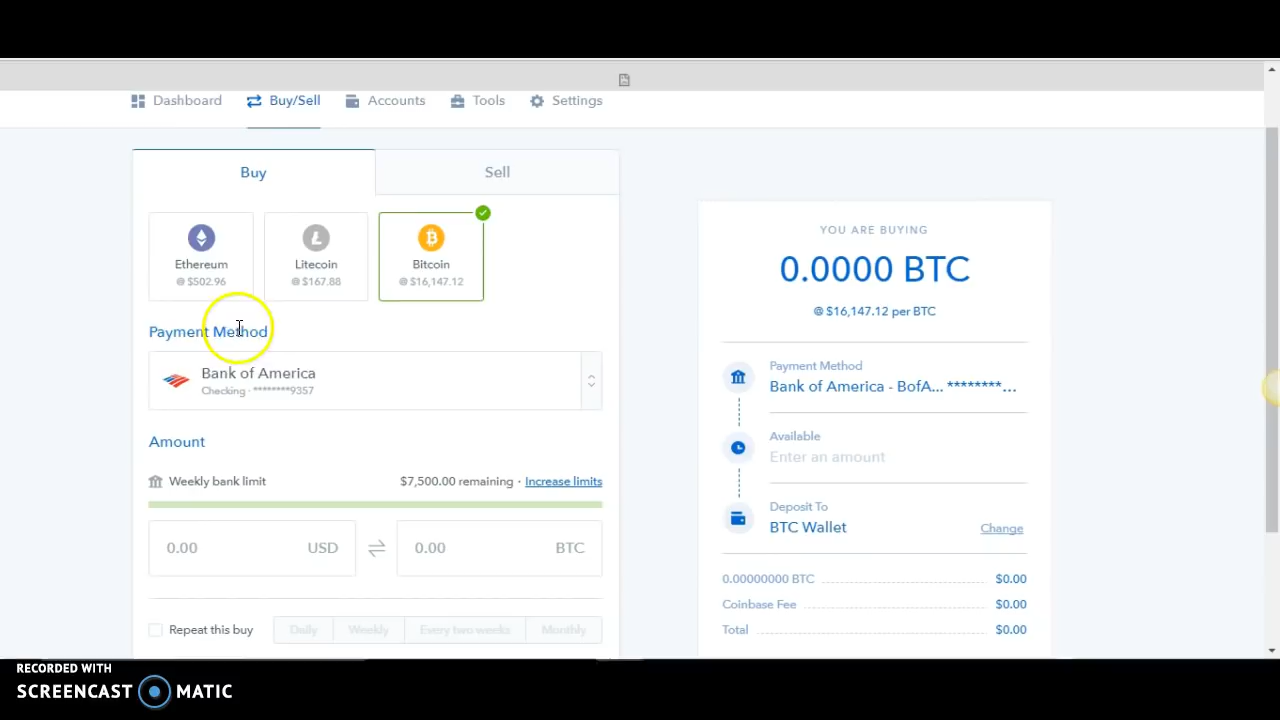 Dashboard Buy/Sell Accounts Tools Settings
Buy Sell
Ethereum
@ $502.96
Litecoin
@ $167.88
Bitcoin
@ $16,147.12
Payment Method
Bank of America
Checking - ********9357
Amount
Weekly bank limit $7,500.00 remaining · Increase limits
0.00 USD 0.00 BTC
Repeat this buy Daily Weekly Every two weeks Monthly
YOU ARE BUYING
0.0000 BTC
@ $16,147.12 per BTC
Payment Method
Bank of America - BofA... ********...
Available
Enter an amount
Deposit To
BTC Wallet Change
0.00000000 BTC $0.00
Coinbase Fee $0.00
Total $0.00
RECORDED WITH
SCREENCAST MATIC